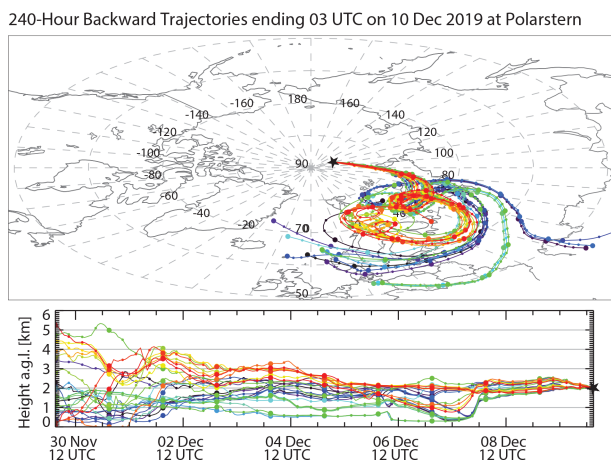 240-Hour Backward Trajectories ending 03 UTC on 10 Dec 2019 at Polarstern
180
-160
160
-140
140
-120
120
-100
100
90
-80
80
-60
-40
40
-20
70
0
50
Height a.g.l. [km]
6
5
4
3
2
1
0
30 Nov
12 UTC
02 Dec
12 UTC
04 Dec
12 UTC
06 Dec
12 UTC
08 Dec
12 UTC